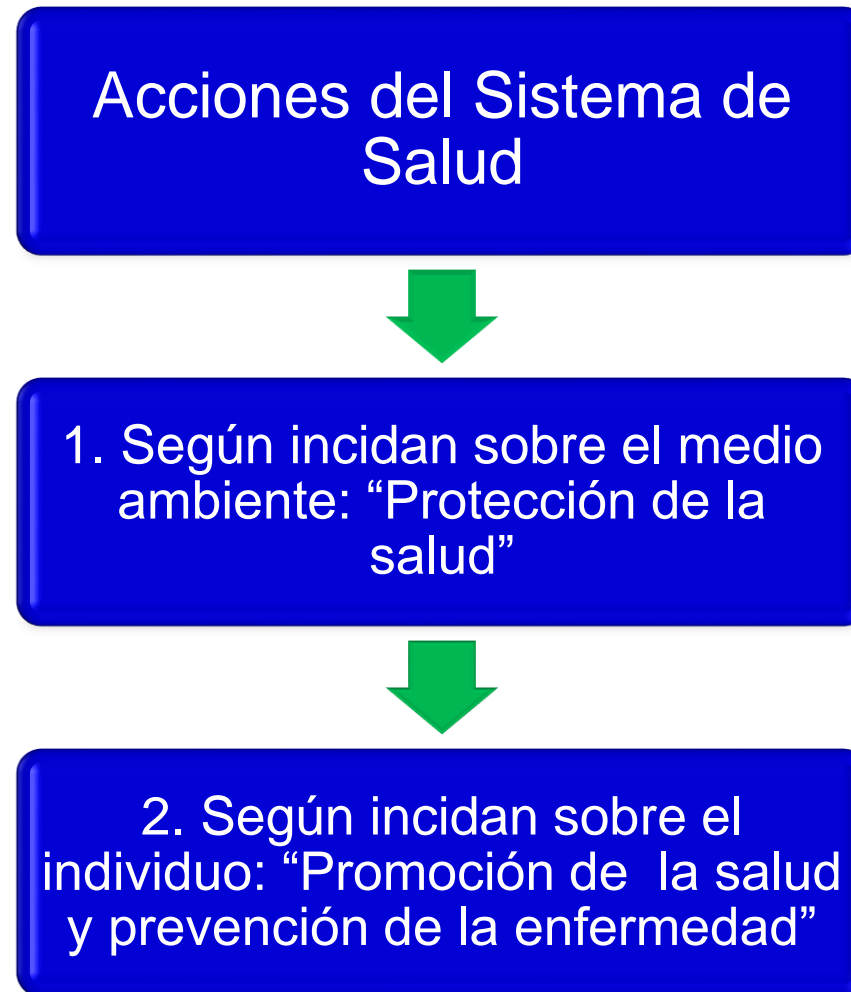 Acciones del Sistema de
Salud
1. Según incidan sobre el medio
ambiente: “Protección de la
salud”
2. Según incidan sobre el
individuo: “Promoción de  la salud
y prevención de la enfermedad”